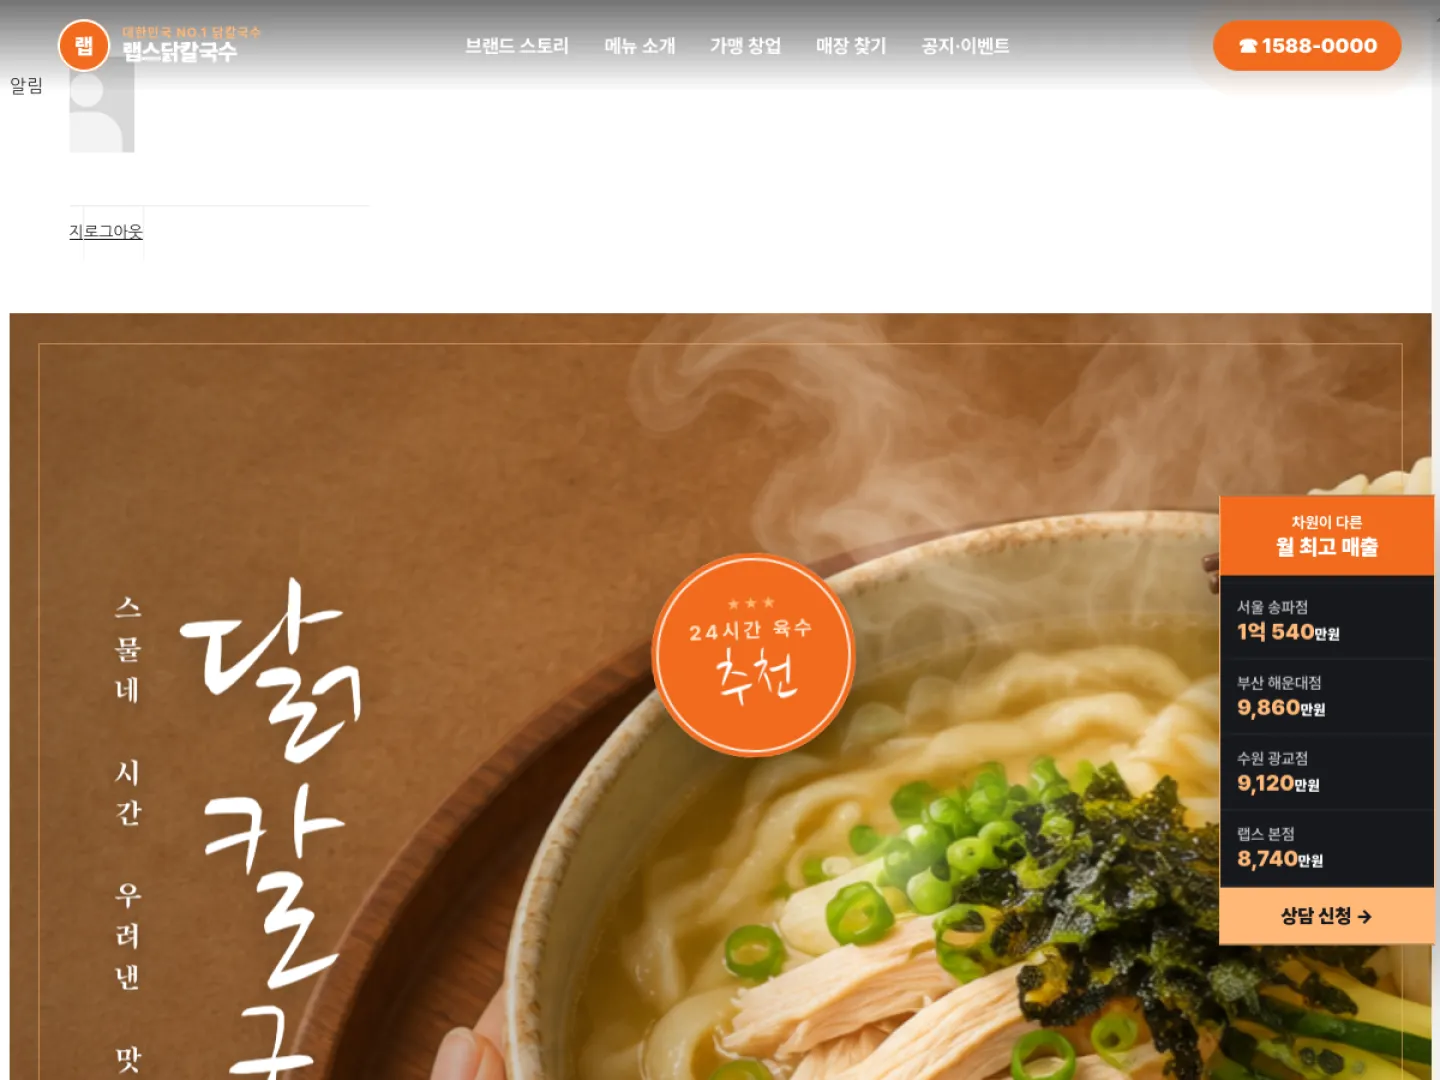 랩
대한민국 NO.1 닭칼국수
랩스닭칼국수
브랜드 스토리
메뉴 소개
가맹 창업
매장 찾기
공지·이벤트
☎ 1588-0000
알림
지로그아웃
닭칼국
스물네 시간 우려낸 맛
★★★
24시간 육수
추천
차원이 다른
월 최고 매출
서울 송파점
1억 540만원
부산 해운대점
9,860만원
수원 광교점
9,120만원
랩스 본점
8,740만원
상담 신청 →